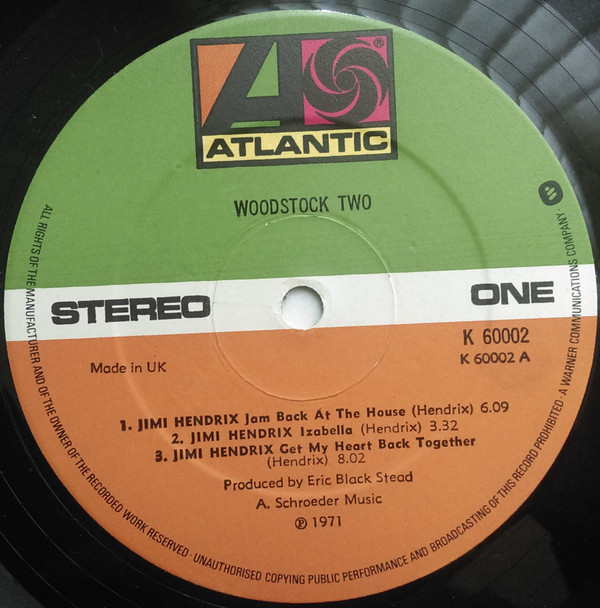 ATLANTIC
®
WOODSTOCK TWO
STEREO
ONE
K 60002
K 60002 A
Made in UK
1. JIMI HENDRIX Jam Back At The House (Hendrix) 6.09
2. JIMI HENDRIX Izabella (Hendrix) 3.32
3. JIMI HENDRIX Get My Heart Back Together
(Hendrix) 8.02
Produced by Eric Black Stead
A. Schroeder Music
℗ 1971
ALL RIGHTS OF THE MANUFACTURER AND OF THE OWNER OF THE RECORDED WORK RESERVED · UNAUTHORISED COPYING PUBLIC PERFORMANCE AND BROADCASTING OF THIS RECORD PROHIBITED · A WARNER COMMUNICATIONS COMPANY